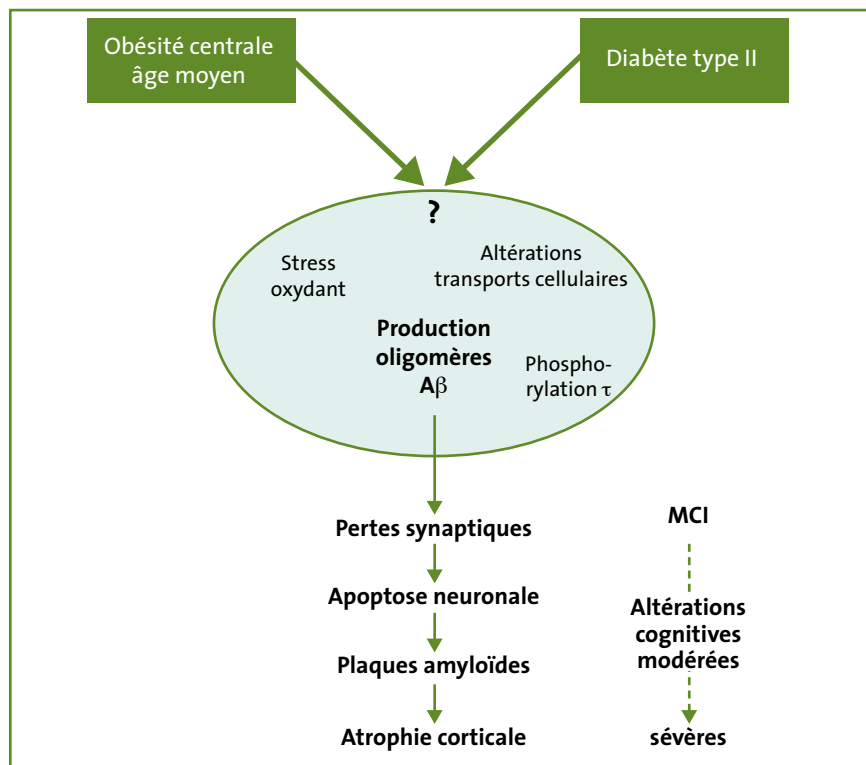 Obésité centrale
âge moyen
Diabète type II
?
Stress
oxydant
Altérations
transports cellulaires
Production
oligomères
Aβ
Phospho-
rylation τ
Pertes synaptiques
Apoptose neuronale
Plaques amyloïdes
Atrophie corticale
MCI
Altérations
cognitives
modérées
sévères